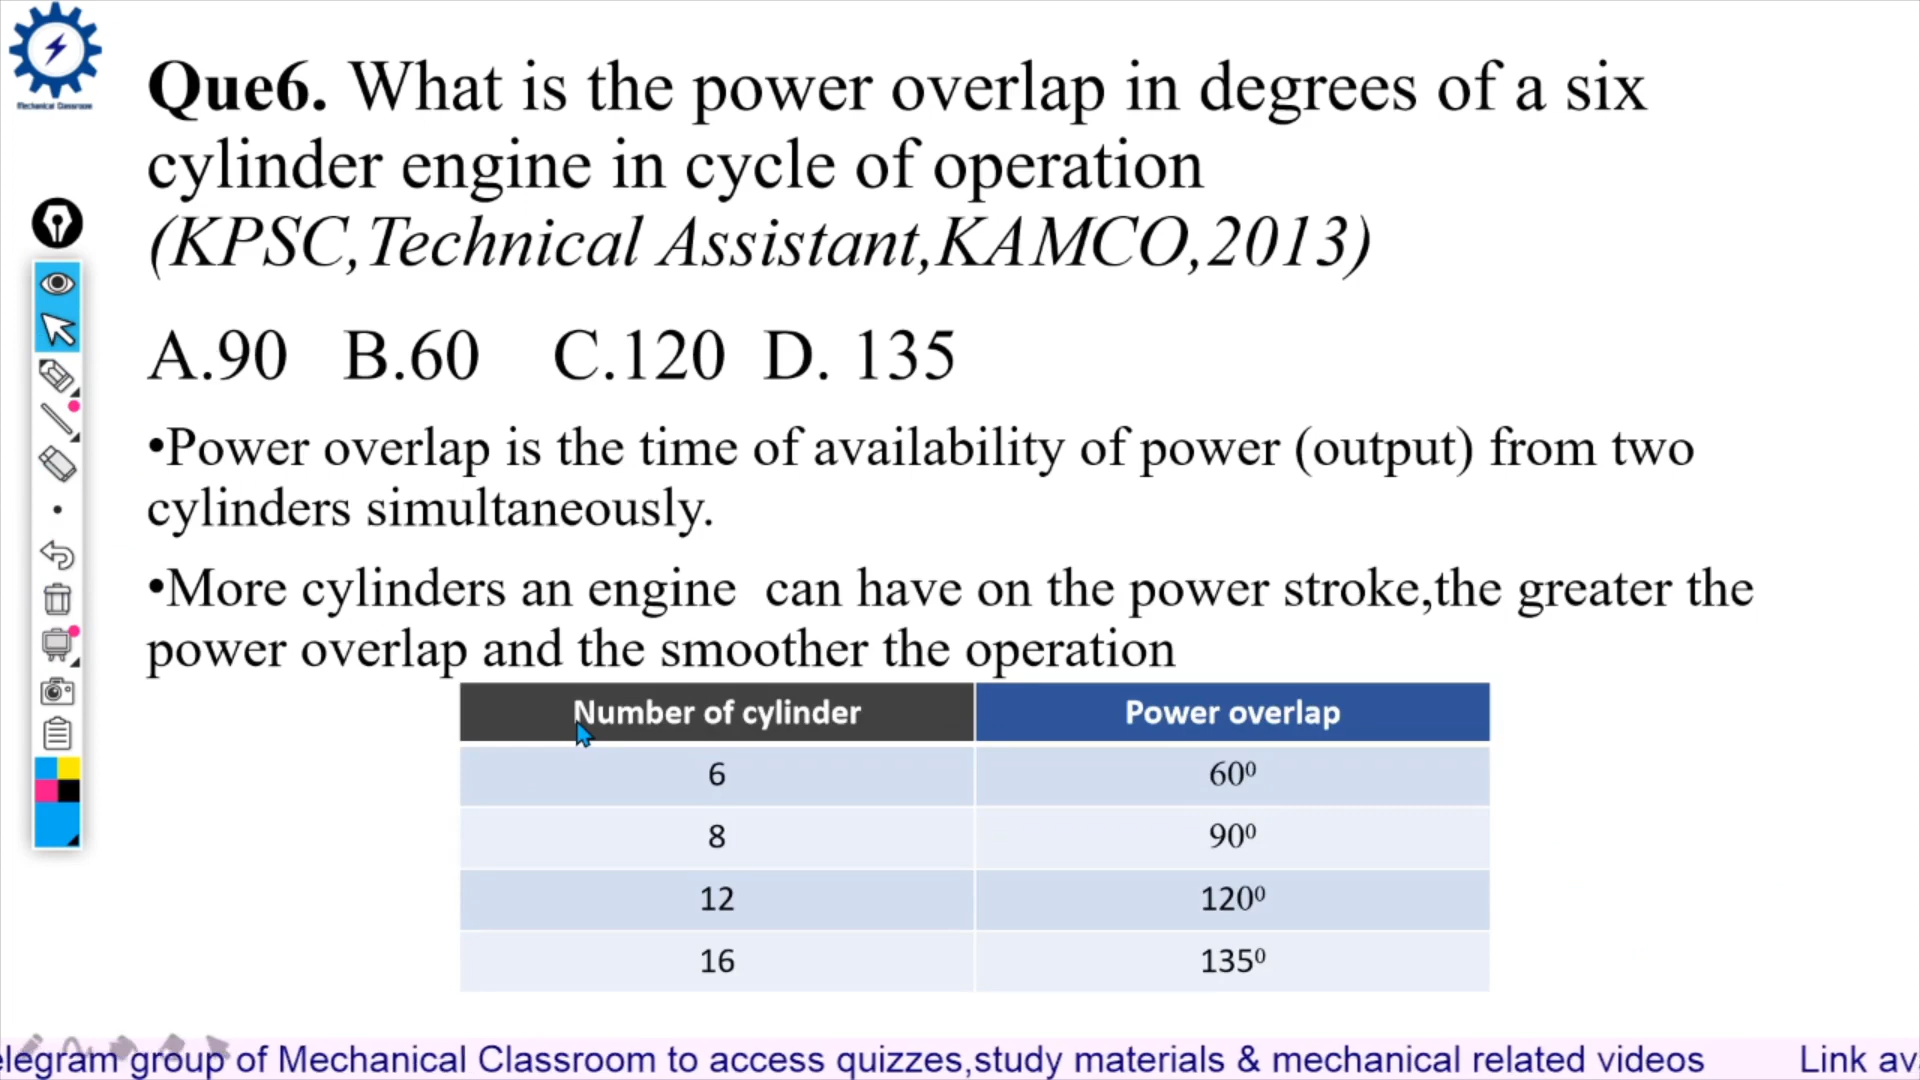 Mechanical Classroom
Que6. What is the power overlap in degrees of a six
cylinder engine in cycle of operation
(KPSC,Technical Assistant,KAMCO,2013)
A.90 B.60 C.120 D. 135
•Power overlap is the time of availability of power (output) from two
cylinders simultaneously.
•More cylinders an engine can have on the power stroke,the greater the
power overlap and the smoother the operation
Number of cylinder Power overlap
6 60⁰
8 90⁰
12 120⁰
16 135⁰
elegram group of Mechanical Classroom to access quizzes,study materials & mechanical related videos Link av